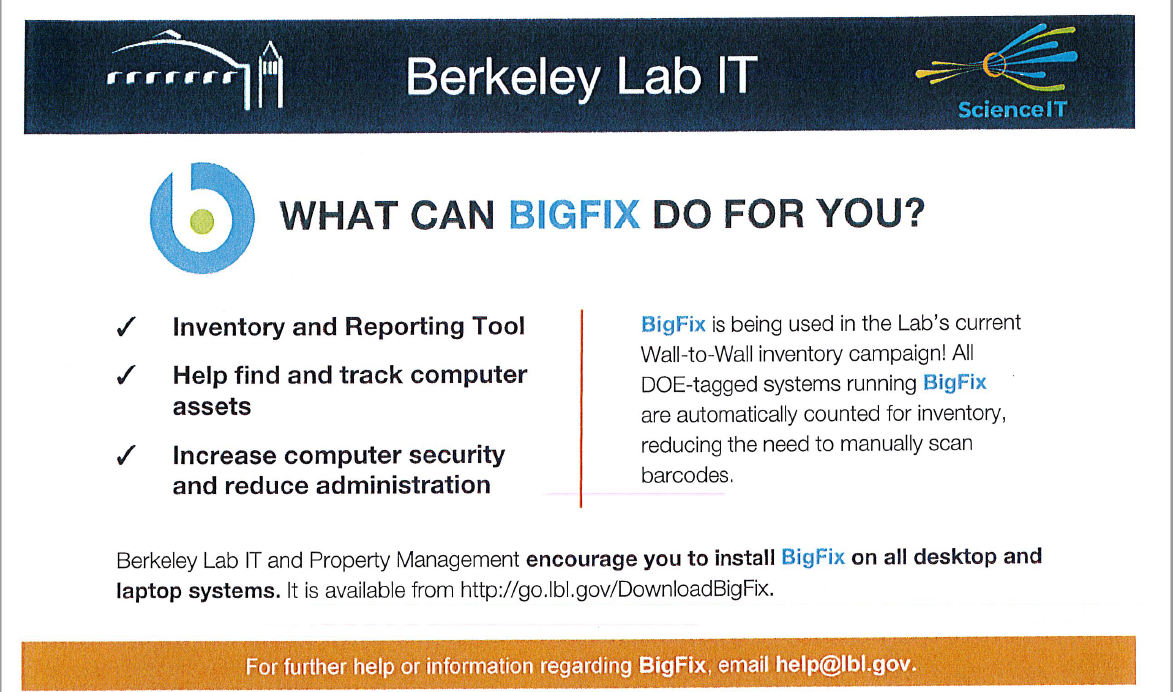 Berkeley Lab IT
ScienceIT
WHAT CAN BIGFIX DO FOR YOU?
✓ Inventory and Reporting Tool
✓ Help find and track computer
assets
✓ Increase computer security
and reduce administration
BigFix is being used in the Lab's current
Wall-to-Wall inventory campaign! All
DOE-tagged systems running BigFix
are automatically counted for inventory,
reducing the need to manually scan
barcodes.
Berkeley Lab IT and Property Management encourage you to install BigFix on all desktop and
laptop systems. It is available from http://go.lbl.gov/DownloadBigFix.
For further help or information regarding BigFix, email help@lbl.gov.